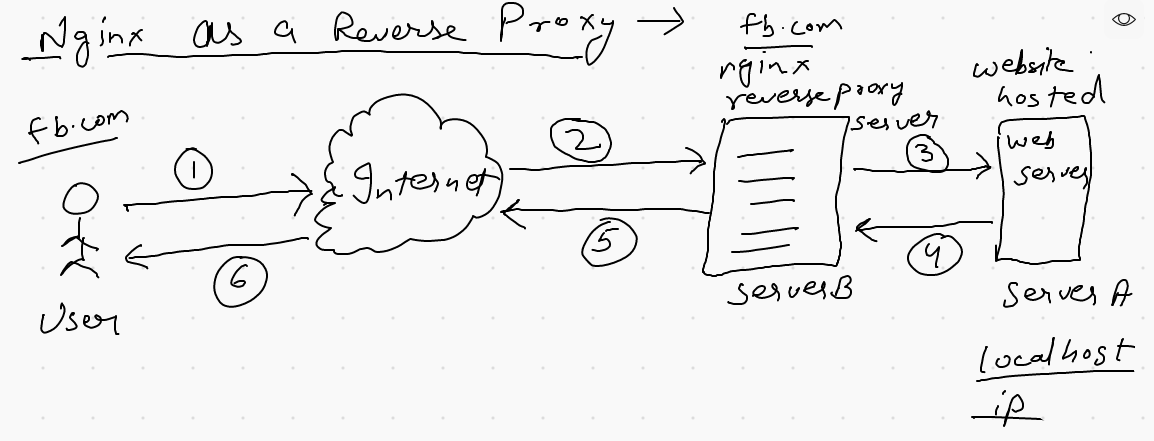 Nginx as a Reverse Proxy →
fb.com
nginx
reverse proxy
server
website
hosted
fb.com
1
Internet
2
3
web
server
4
5
6
User
server B
server A
localhost
ip